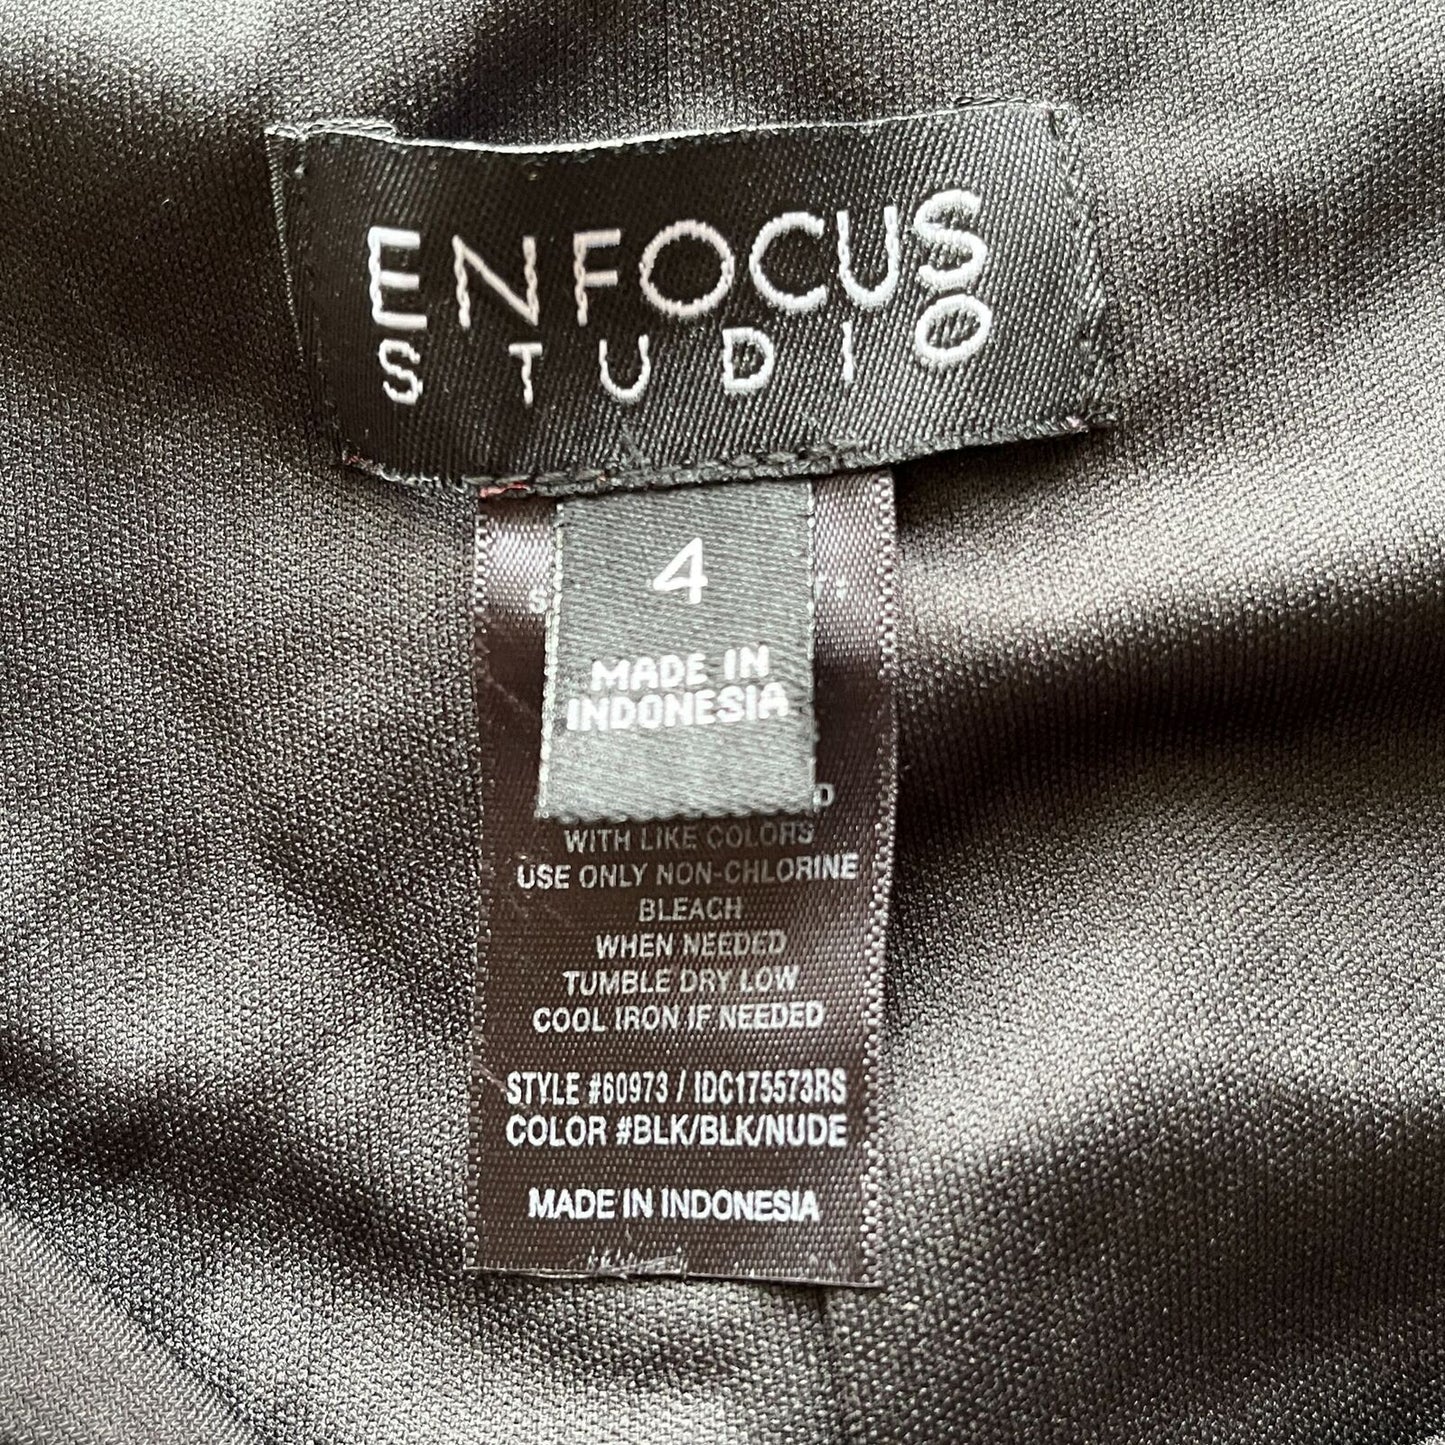 ENFOCUS
STUDIO
4
MADE IN
INDONESIA
WITH LIKE COLORS
USE ONLY NON-CHLORINE
BLEACH
WHEN NEEDED
TUMBLE DRY LOW
COOL IRON IF NEEDED
STYLE #60973 / IDC175573RS
COLOR #BLK/BLK/NUDE
MADE IN INDONESIA